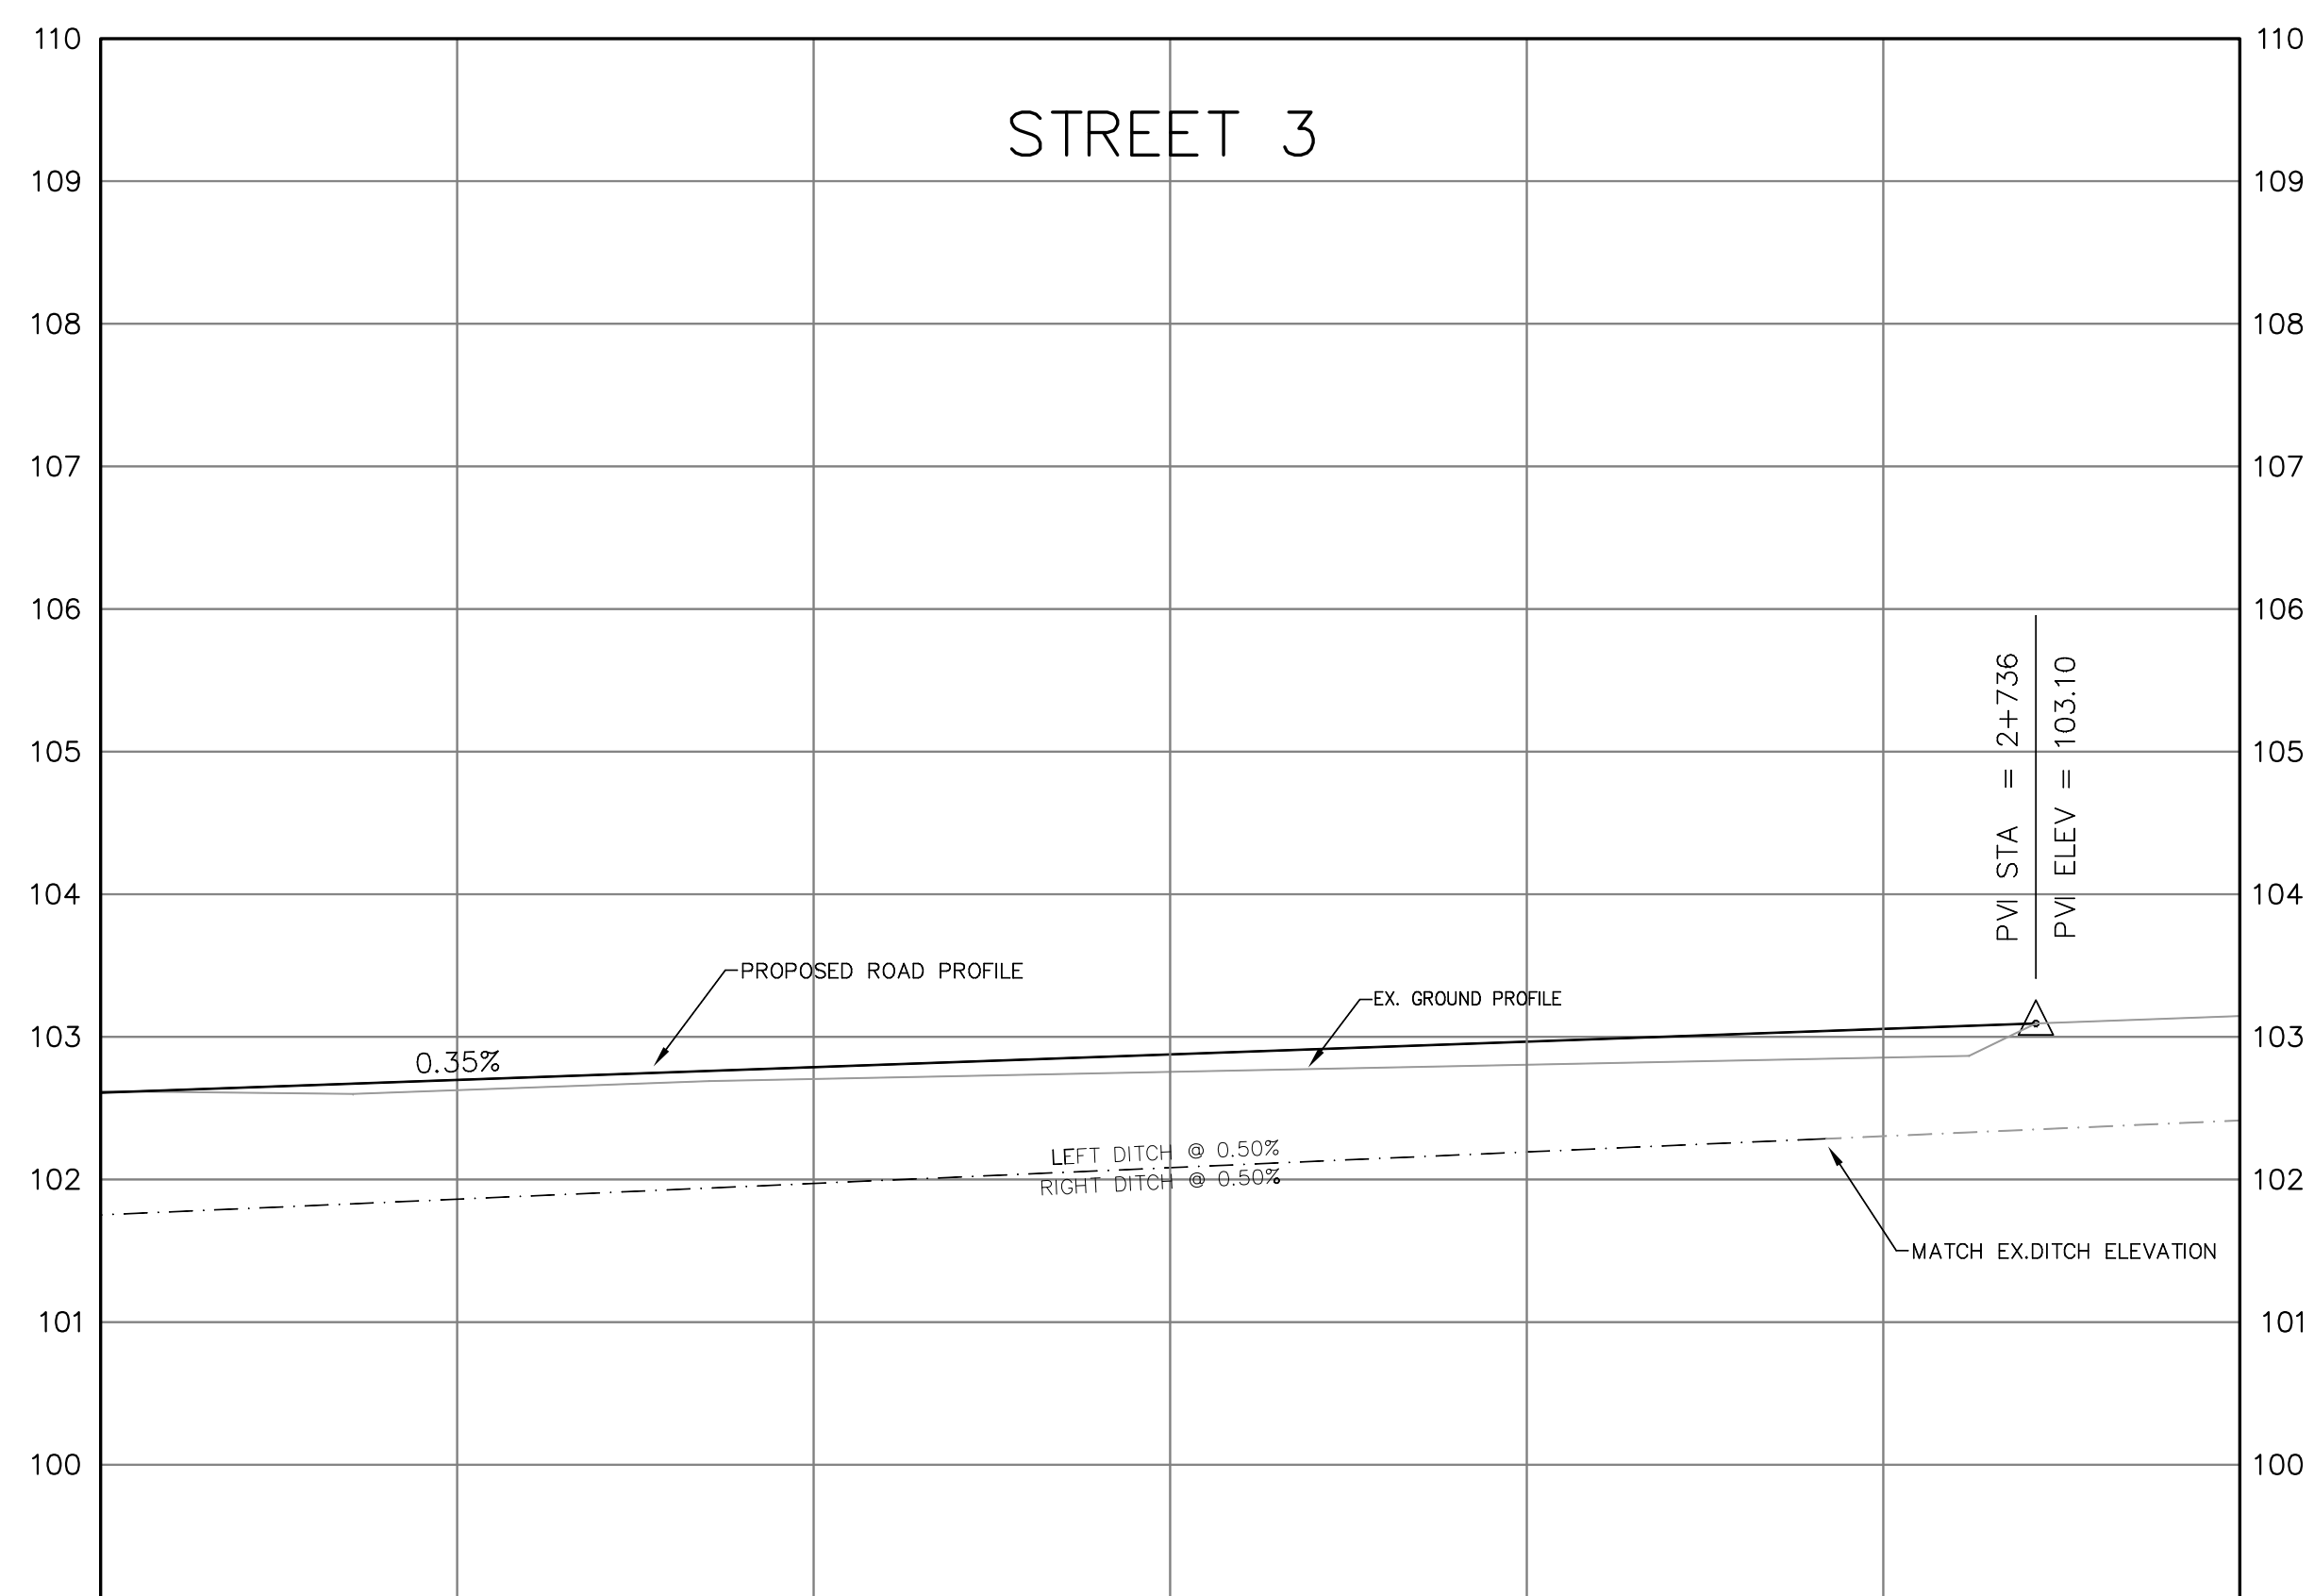 110 110
STREET 3
109 109
108 108
107 107
106 106
PVI STA = 2+736
PVI ELEV = 103.10
105 105
104 104
PROPOSED ROAD PROFILE
EX. GROUND PROFILE
103 103
0.35%
LEFT DITCH @ 0.50%
102 102
RIGHT DITCH @ 0.50%
MATCH EX.DITCH ELEVATION
101 101
100 100